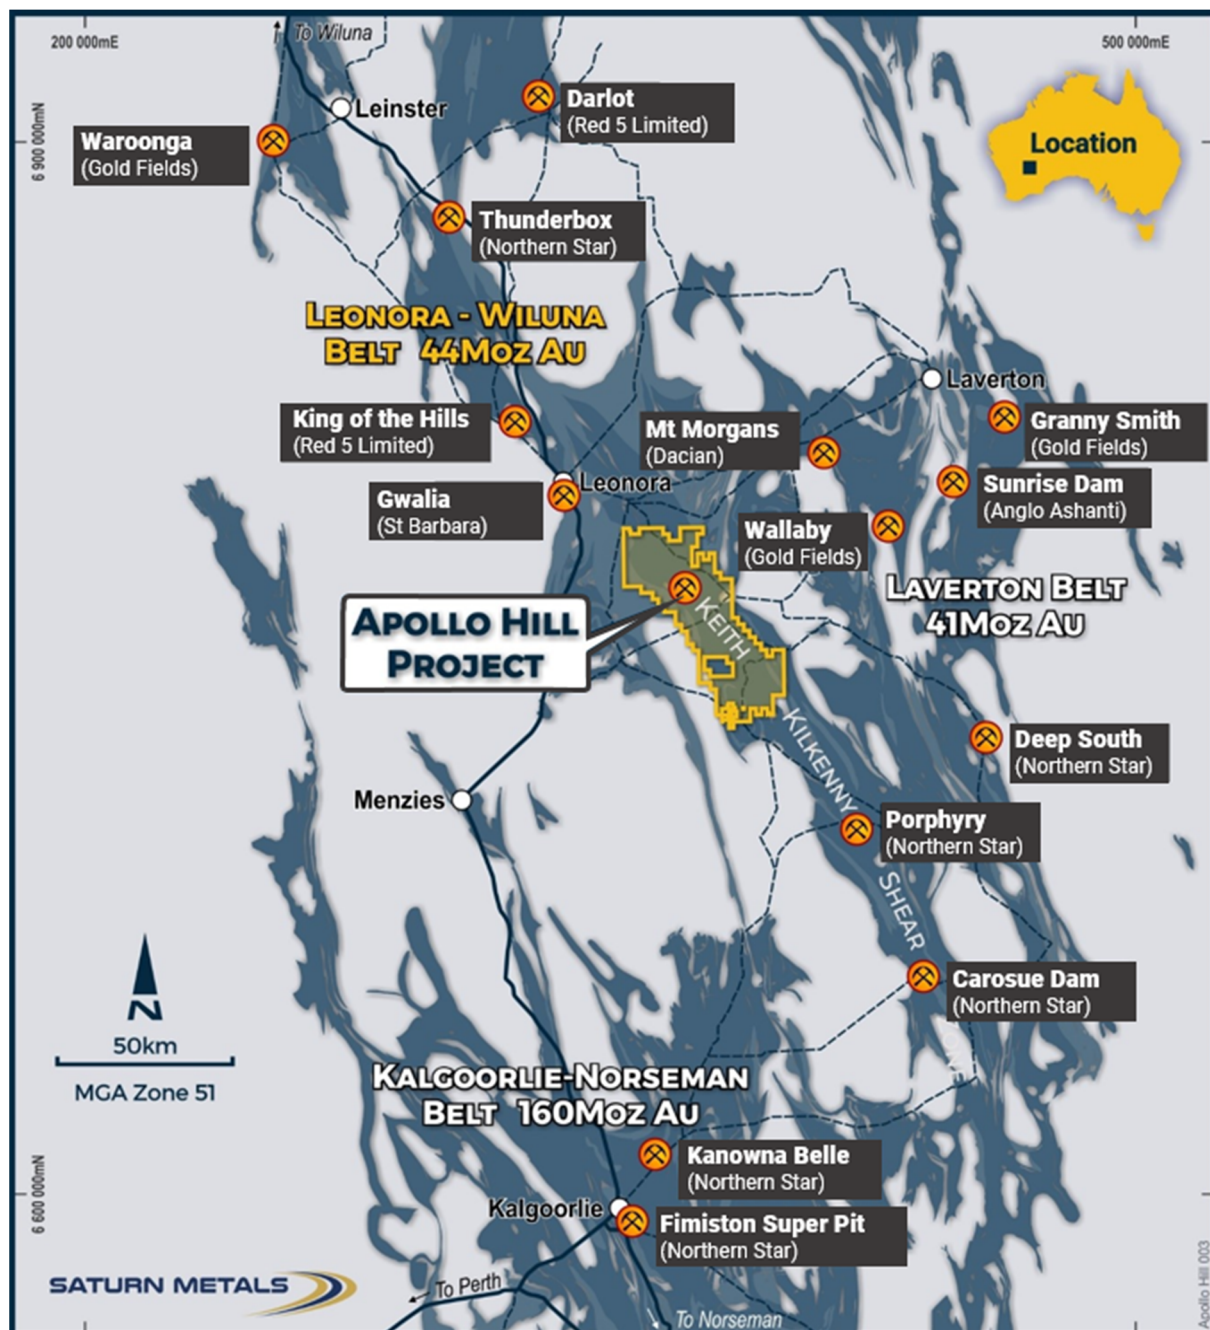 To Wiluna
200 000mE
500 000mE
Leinster
Darlot
(Red 5 Limited)
6 900 000mN
Waroonga
(Gold Fields)
Location
Thunderbox
(Northern Star)
LEONORA - WILUNA
BELT 44MOZ AU
Laverton
King of the Hills
(Red 5 Limited)
Mt Morgans
(Dacian)
Granny Smith
(Gold Fields)
Leonora
Gwalia
(St Barbara)
Sunrise Dam
(Anglo Ashanti)
Wallaby
(Gold Fields)
LAVERTON BELT
41MOZ AU
APOLLO HILL
PROJECT
KEITH
KILKENNY
SHEAR
ZONE
Deep South
(Northern Star)
Menzies
Porphyry
(Northern Star)
Carosue Dam
(Northern Star)
N
50km
MGA Zone 51
KALGOORLIE-NORSEMAN
BELT 160MOZ AU
Kanowna Belle
(Northern Star)
6 600 000mN
Kalgoorlie
Fimiston Super Pit
(Northern Star)
SATURN METALS
To Perth
To Norseman
Apollo Hill 003